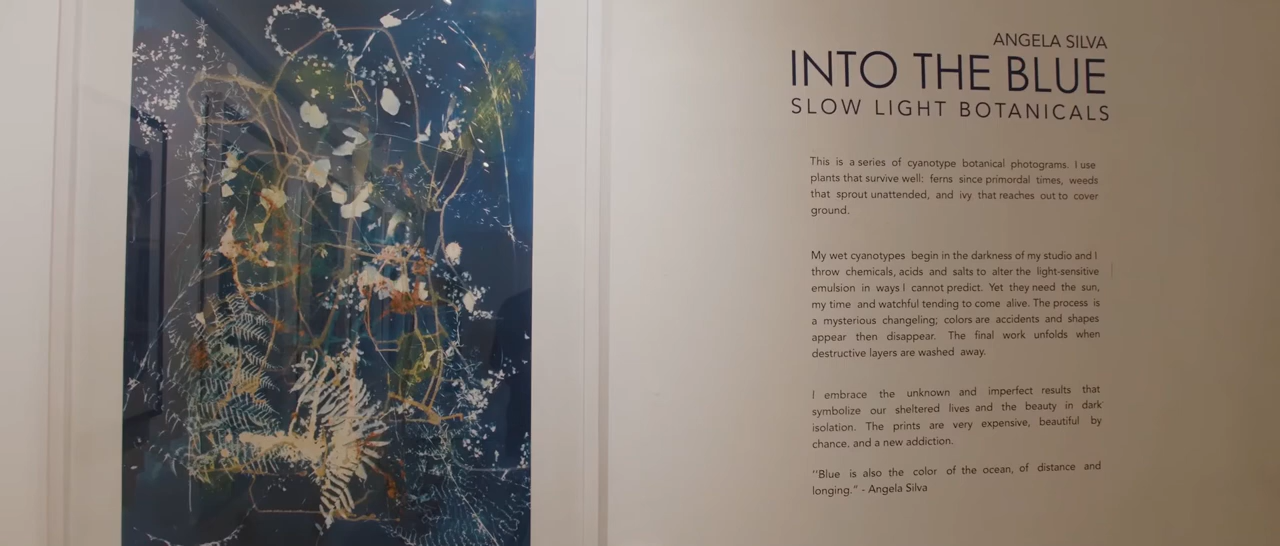 ANGELA SILVA
INTO THE BLUE
SLOW LIGHT BOTANICALS
This is a series of cyanotype botanical photograms. I use
plants that survive well: ferns since primordal times, weeds
that sprout unattended, and ivy that reaches out to cover
ground.
My wet cyanotypes begin in the darkness of my studio and I
throw chemicals, acids and salts to alter the light-sensitive
emulsion in ways I cannot predict. Yet they need the sun,
my time and watchful tending to come alive. The process is
a mysterious changeling; colors are accidents and shapes
appear then disappear. The final work unfolds when
destructive layers are washed away.
I embrace the unknown and imperfect results that
symbolize our sheltered lives and the beauty in dark
isolation. The prints are very expensive, beautiful by
chance. and a new addiction.
''Blue is also the color of the ocean, of distance and
longing." - Angela Silva